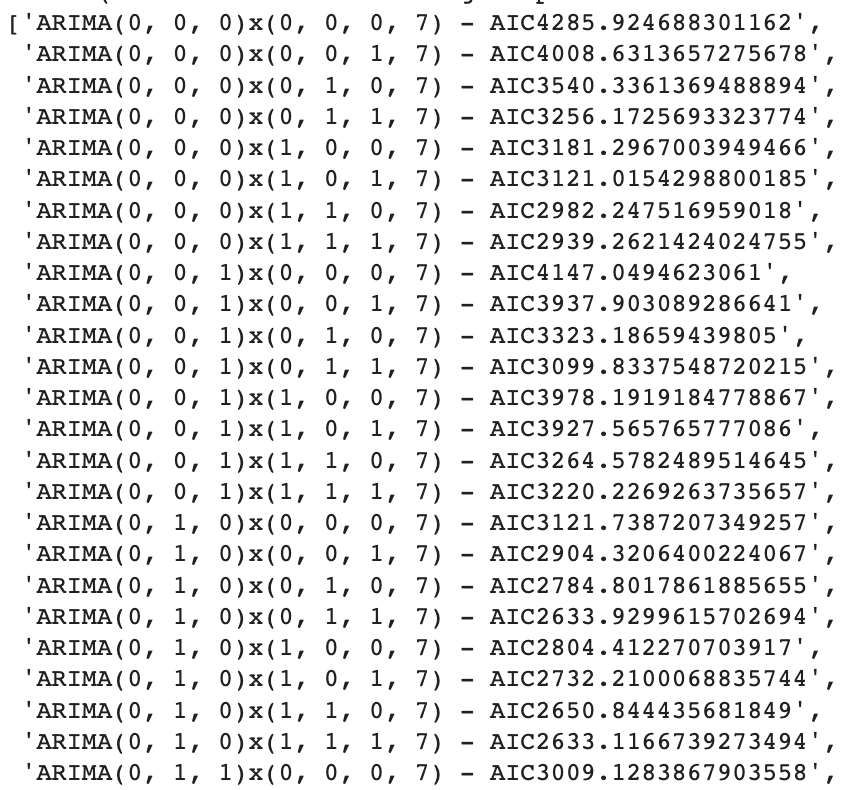 ['ARIMA(0, 0, 0)x(0, 0, 0, 7) - AIC4285.924688301162',
'ARIMA(0, 0, 0)x(0, 0, 1, 7) - AIC4008.6313657275678',
'ARIMA(0, 0, 0)x(0, 1, 0, 7) - AIC3540.3361369488894',
'ARIMA(0, 0, 0)x(0, 1, 1, 7) - AIC3256.1725693323774',
'ARIMA(0, 0, 0)x(1, 0, 0, 7) - AIC3181.2967003949466',
'ARIMA(0, 0, 0)x(1, 0, 1, 7) - AIC3121.0154298800185',
'ARIMA(0, 0, 0)x(1, 1, 0, 7) - AIC2982.247516959018',
'ARIMA(0, 0, 0)x(1, 1, 1, 7) - AIC2939.2621424024755',
'ARIMA(0, 0, 1)x(0, 0, 0, 7) - AIC4147.0494623061',
'ARIMA(0, 0, 1)x(0, 0, 1, 7) - AIC3937.903089286641',
'ARIMA(0, 0, 1)x(0, 1, 0, 7) - AIC3323.18659439805',
'ARIMA(0, 0, 1)x(0, 1, 1, 7) - AIC3099.8337548720215',
'ARIMA(0, 0, 1)x(1, 0, 0, 7) - AIC3978.1919184778867',
'ARIMA(0, 0, 1)x(1, 0, 1, 7) - AIC3927.565765777086',
'ARIMA(0, 0, 1)x(1, 1, 0, 7) - AIC3264.5782489514645',
'ARIMA(0, 0, 1)x(1, 1, 1, 7) - AIC3220.2269263735657',
'ARIMA(0, 1, 0)x(0, 0, 0, 7) - AIC3121.7387207349257',
'ARIMA(0, 1, 0)x(0, 0, 1, 7) - AIC2904.3206400224067',
'ARIMA(0, 1, 0)x(0, 1, 0, 7) - AIC2784.8017861885655',
'ARIMA(0, 1, 0)x(0, 1, 1, 7) - AIC2633.9299615702694',
'ARIMA(0, 1, 0)x(1, 0, 0, 7) - AIC2804.412270703917',
'ARIMA(0, 1, 0)x(1, 0, 1, 7) - AIC2732.2100068835744',
'ARIMA(0, 1, 0)x(1, 1, 0, 7) - AIC2650.844435681849',
'ARIMA(0, 1, 0)x(1, 1, 1, 7) - AIC2633.1166739273494',
'ARIMA(0, 1, 1)x(0, 0, 0, 7) - AIC3009.1283867903558',